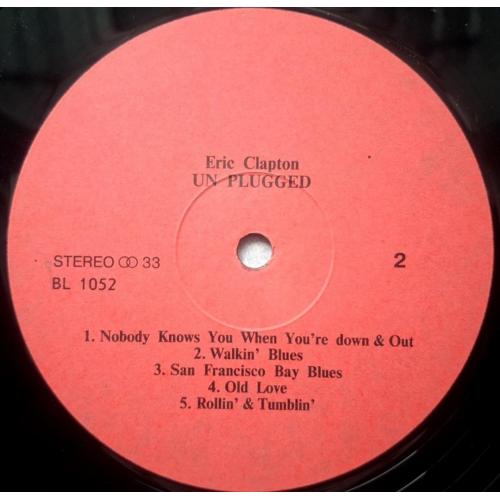 Eric Clapton
UN PLUGGED
STEREO ꝏ 33 2
BL 1052
1. Nobody Knows You When You're down & Out
2. Walkin' Blues
3. San Francisco Bay Blues
4. Old Love
5. Rollin' & Tumblin'